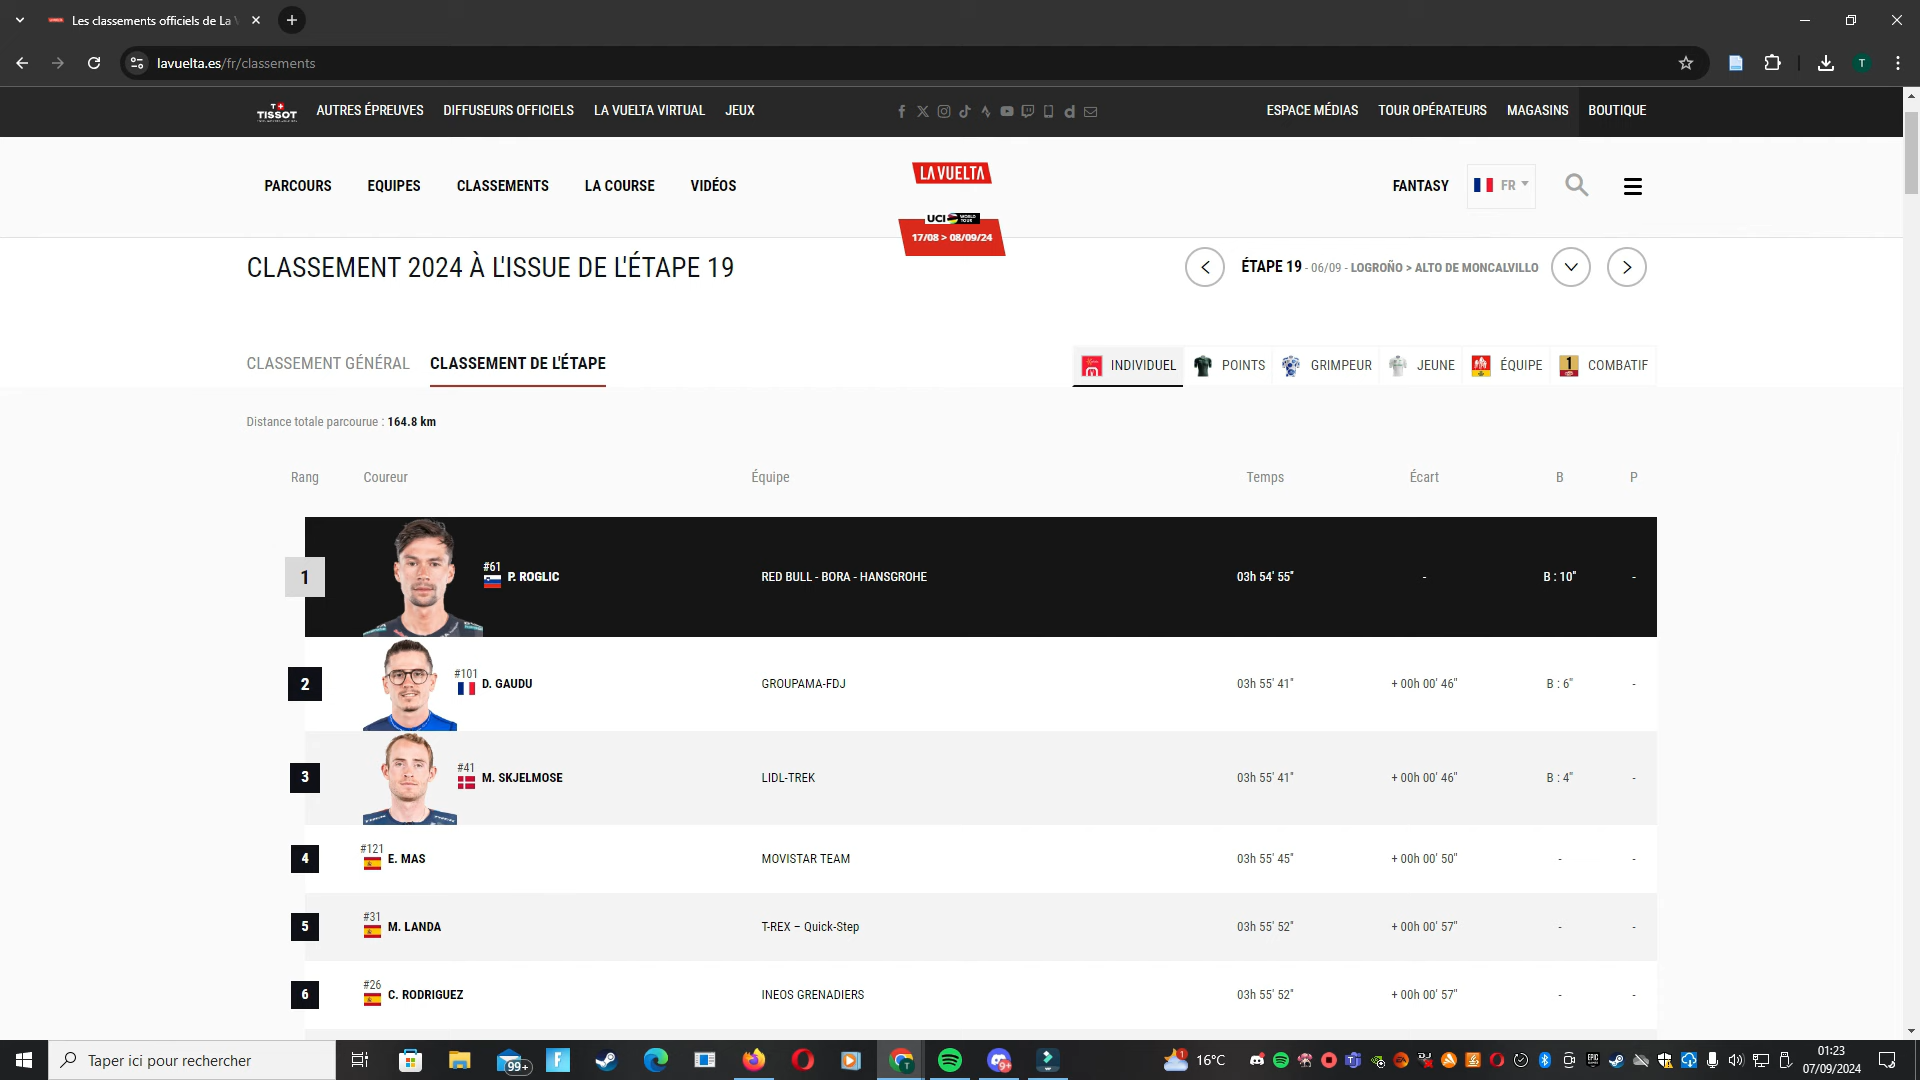 Les classements officiels de La V
lavuelta.es/fr/classements
T
TISSOT
AUTRES ÉPREUVES
DIFFUSEURS OFFICIELS
LA VUELTA VIRTUAL
JEUX
ESPACE MÉDIAS
TOUR OPÉRATEURS
MAGASINS
BOUTIQUE
PARCOURS
EQUIPES
CLASSEMENTS
LA COURSE
VIDÉOS
LA VUELTA
UCI WORLD TOUR
17/08 > 08/09/24
FANTASY
FR
CLASSEMENT 2024 À L'ISSUE DE L'ÉTAPE 19
ÉTAPE 19 - 06/09 - LOGROÑO > ALTO DE MONCALVILLO
CLASSEMENT GÉNÉRAL
CLASSEMENT DE L'ÉTAPE
INDIVIDUEL
POINTS
GRIMPEUR
JEUNE
ÉQUIPE
COMBATIF
Distance totale parcourue : 164.8 km
Rang Coureur Équipe Temps Écart B P
1 #61 P. ROGLIC RED BULL - BORA - HANSGROHE 03h 54' 55'' - B : 10'' -
2 #101 D. GAUDU GROUPAMA-FDJ 03h 55' 41'' + 00h 00' 46'' B : 6'' -
3 #41 M. SKJELMOSE LIDL-TREK 03h 55' 41'' + 00h 00' 46'' B : 4'' -
4 #121 E. MAS MOVISTAR TEAM 03h 55' 45'' + 00h 00' 50'' - -
5 #31 M. LANDA T-REX – Quick-Step 03h 55' 52'' + 00h 00' 57'' - -
6 #26 C. RODRIGUEZ INEOS GRENADIERS 03h 55' 52'' + 00h 00' 57'' - -
Taper ici pour rechercher
99+
16°C
01:23
07/09/2024